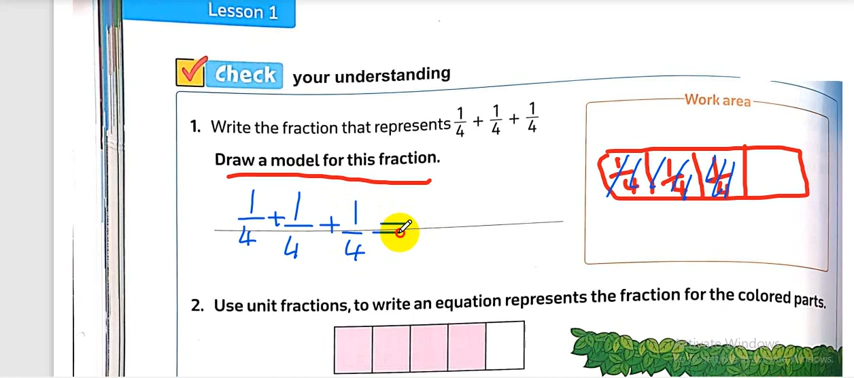 Lesson 1
Check your understanding
Work area
1. Write the fraction that represents 1/4 + 1/4 + 1/4
Draw a model for this fraction.
1/4 1/4 1/4
1/4 + 1/4 + 1/4 =
2. Use unit fractions, to write an equation represents the fraction for the colored parts.
Activate Windows